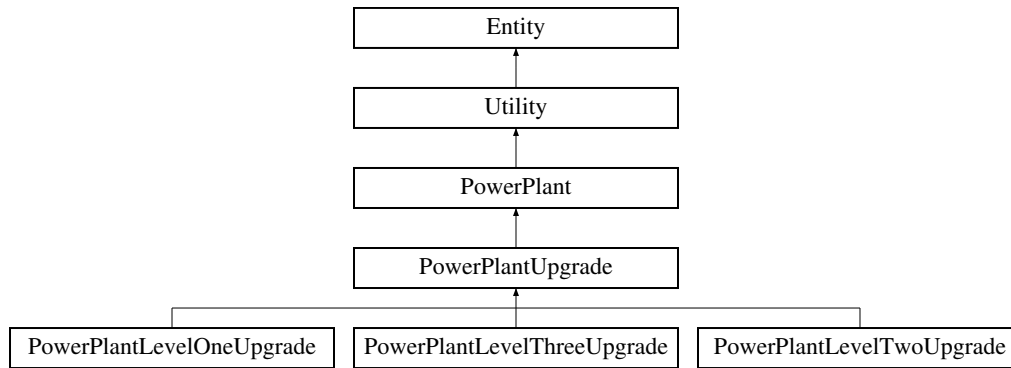 Entity
Utility
PowerPlant
PowerPlantUpgrade
PowerPlantLevelOneUpgrade PowerPlantLevelThreeUpgrade PowerPlantLevelTwoUpgrade